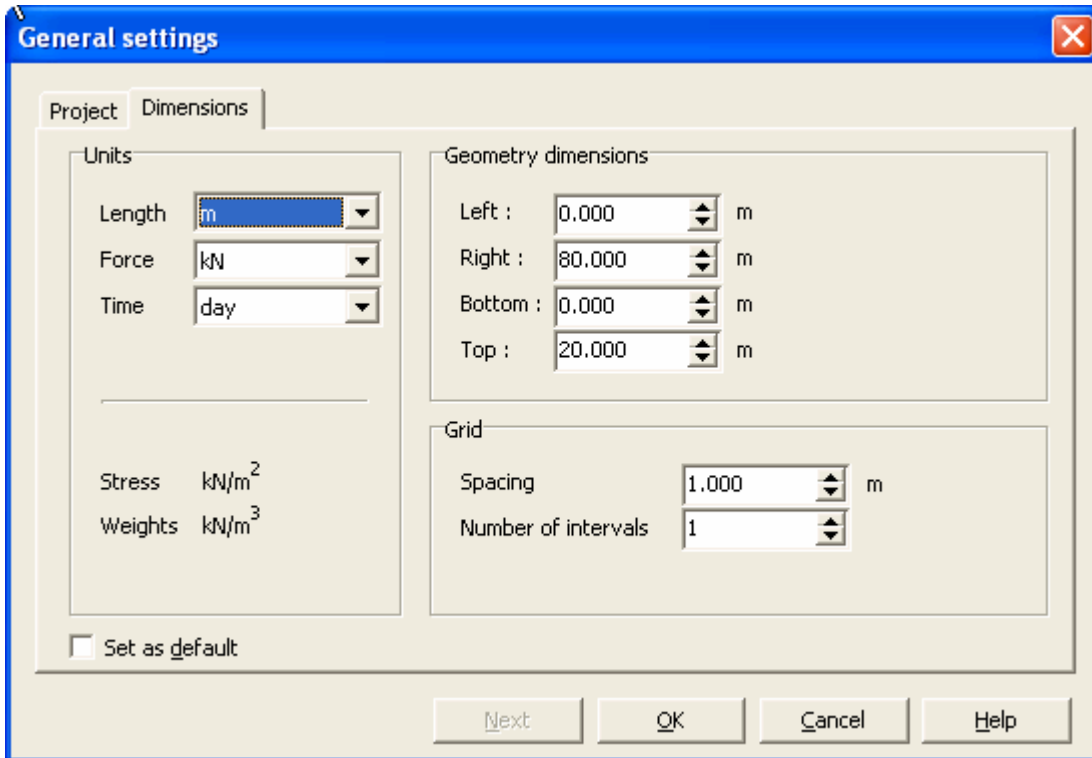 General settings
Project Dimensions
Units
Length m
Force kN
Time day
Stress kN/m²
Weights kN/m³
Geometry dimensions
Left : 0.000 m
Right : 80.000 m
Bottom : 0.000 m
Top : 20.000 m
Grid
Spacing 1.000 m
Number of intervals 1
Set as default
Next OK Cancel Help